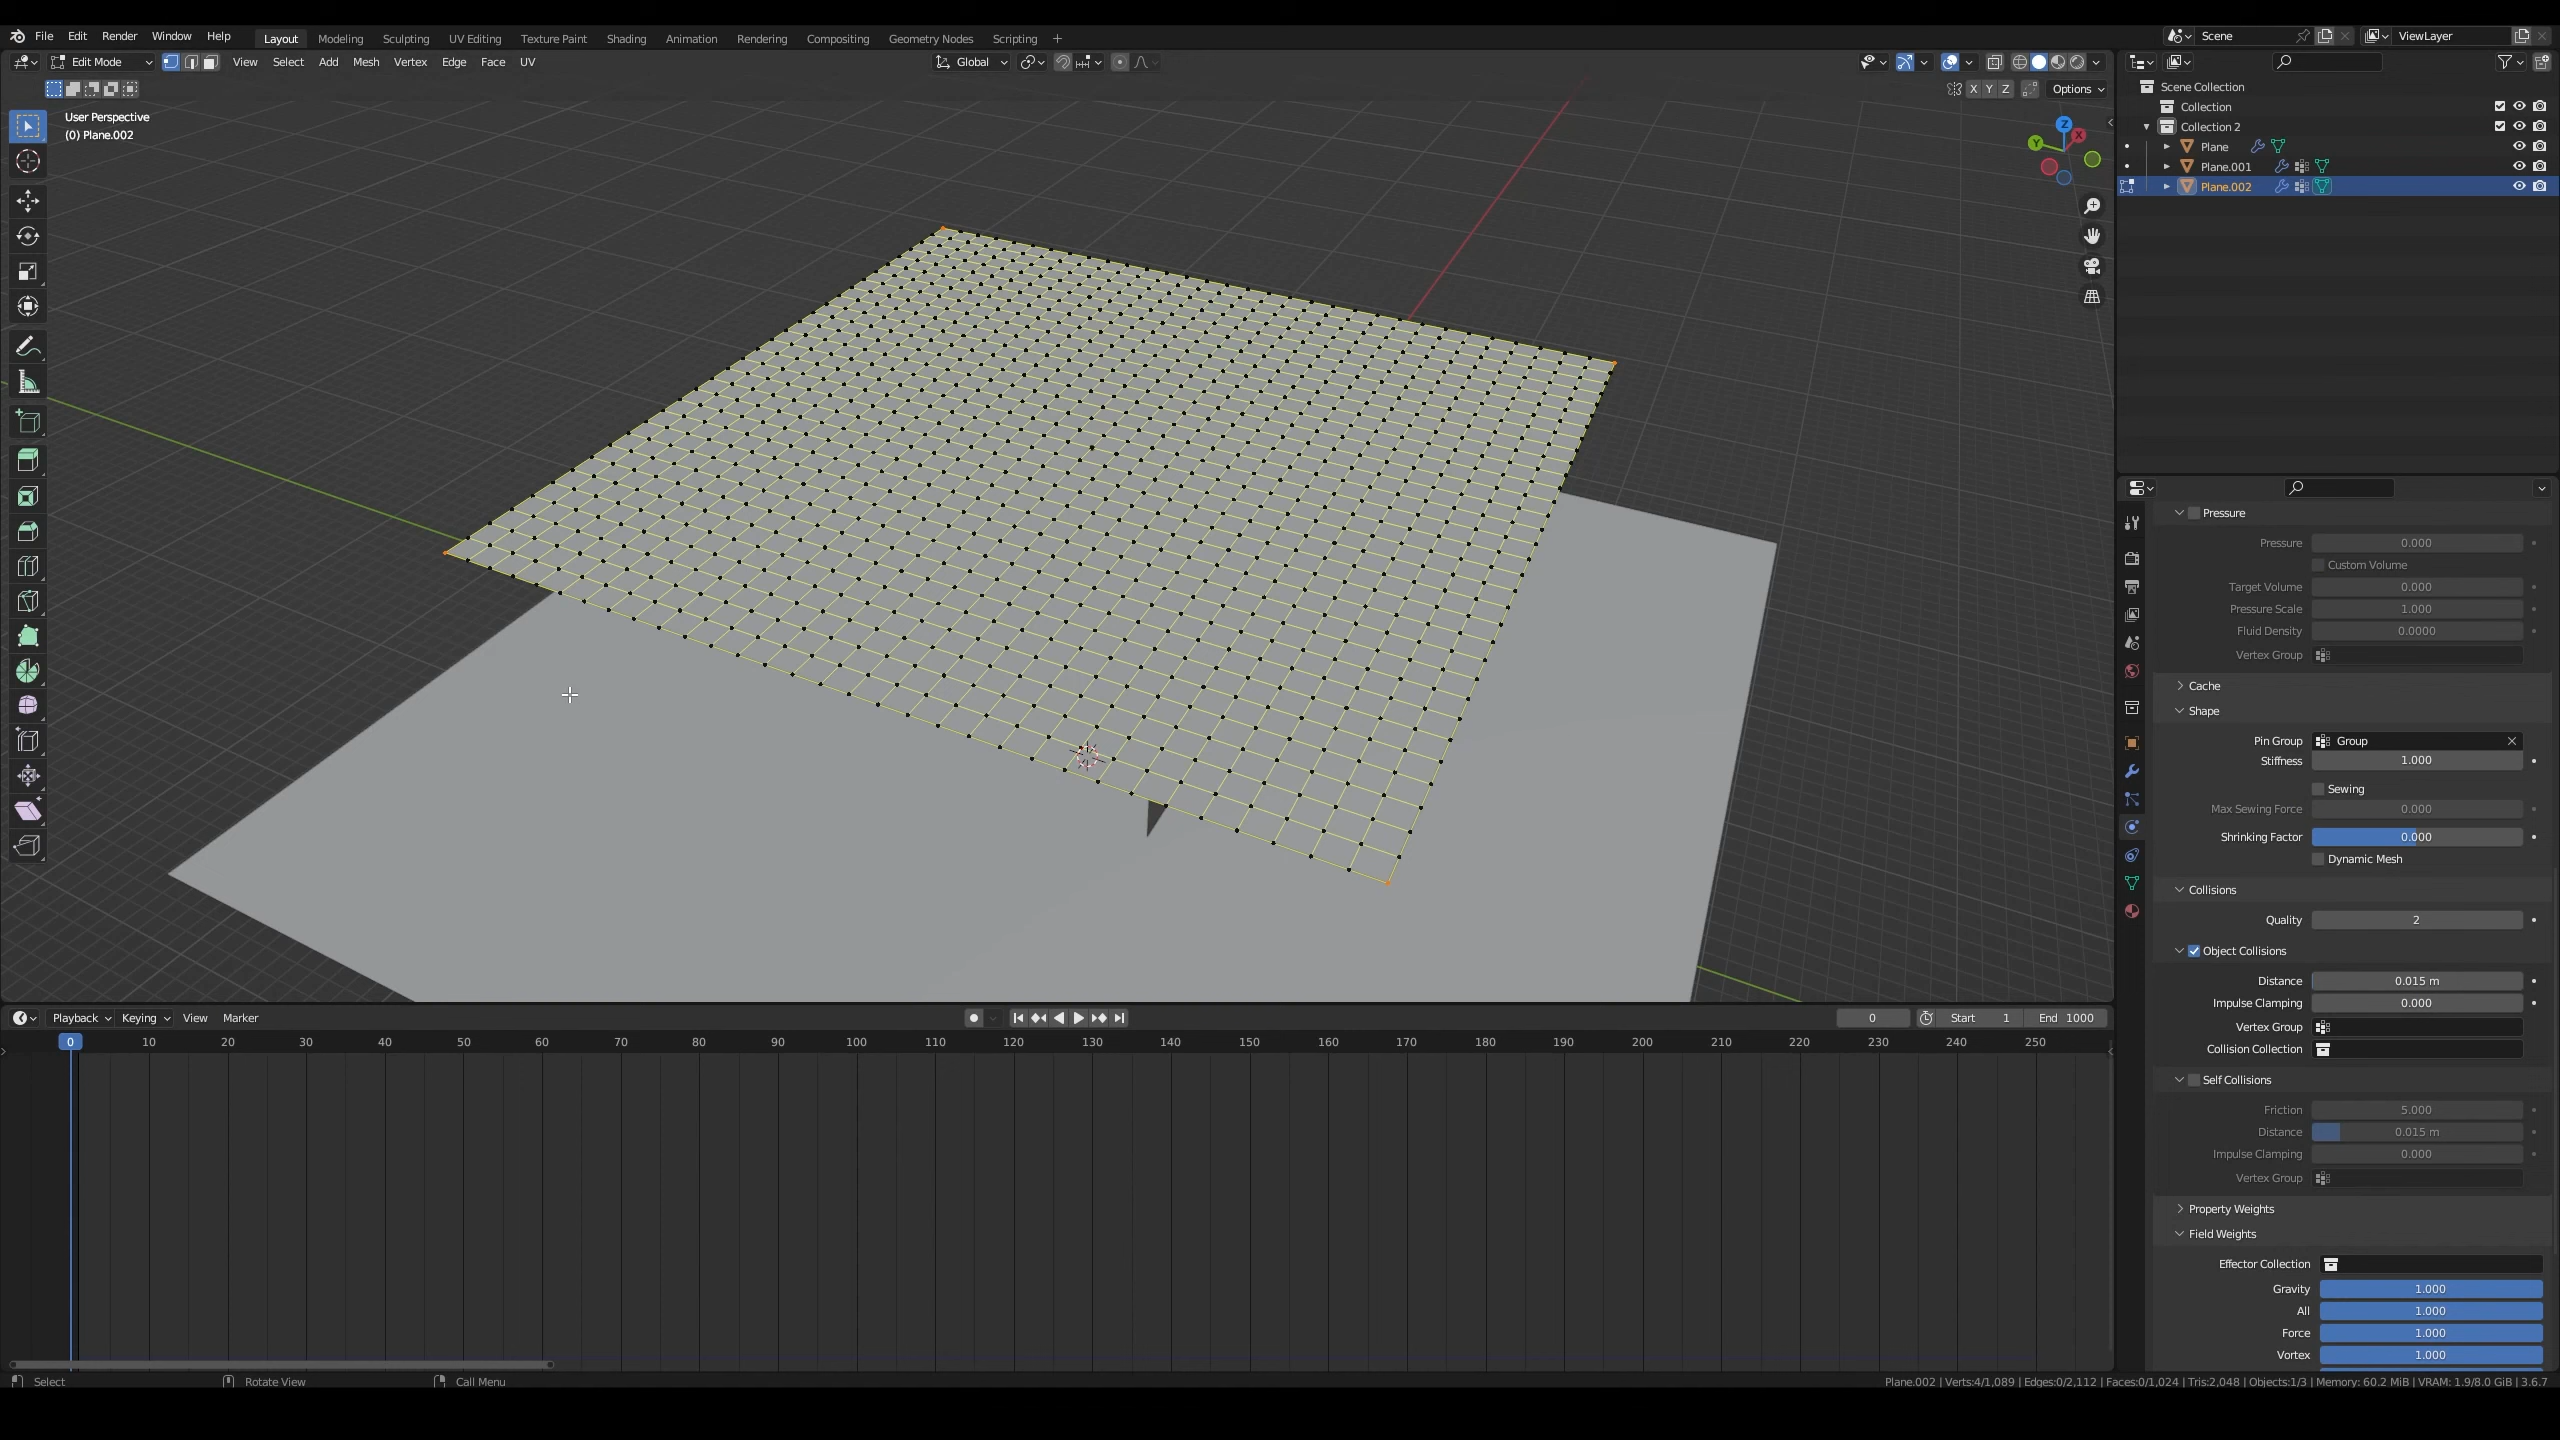 File Edit Render Window Help Layout Modeling Sculpting UV Editing Texture Paint Shading Animation Rendering Compositing Geometry Nodes Scripting + Scene ViewLayer
Edit Mode View Select Add Mesh Vertex Edge Face UV Global
X Y Z Options
User Perspective
(0) Plane.002
Z
X
Y
Scene Collection
Collection
Collection 2
Plane
Plane.001
Plane.002
Pressure
Pressure 0.000
Custom Volume
Target Volume 0.000
Pressure Scale 1.000
Fluid Density 0.0000
Vertex Group
Cache
Shape
Pin Group Group
Stiffness 1.000
Sewing
Max Sewing Force 0.000
Shrinking Factor 0.000
Dynamic Mesh
Collisions
Quality 2
Object Collisions
Distance 0.015 m
Impulse Clamping 0.000
Vertex Group
Collision Collection
Self Collisions
Friction 5.000
Distance 0.015 m
Impulse Clamping 0.000
Vertex Group
Property Weights
Field Weights
Effector Collection
Gravity 1.000
All 1.000
Force 1.000
Vortex 1.000
Playback Keying View Marker 0 Start 1 End 1000
0 10 20 30 40 50 60 70 80 90 100 110 120 130 140 150 160 170 180 190 200 210 220 230 240 250
Select Rotate View Call Menu Plane.002 | Verts:4/1,089 | Edges:0/2,112 | Faces:0/1,024 | Tris:2,048 | Objects:1/3 | Memory: 60.2 MiB | VRAM: 1.9/8.0 GiB | 3.6.7